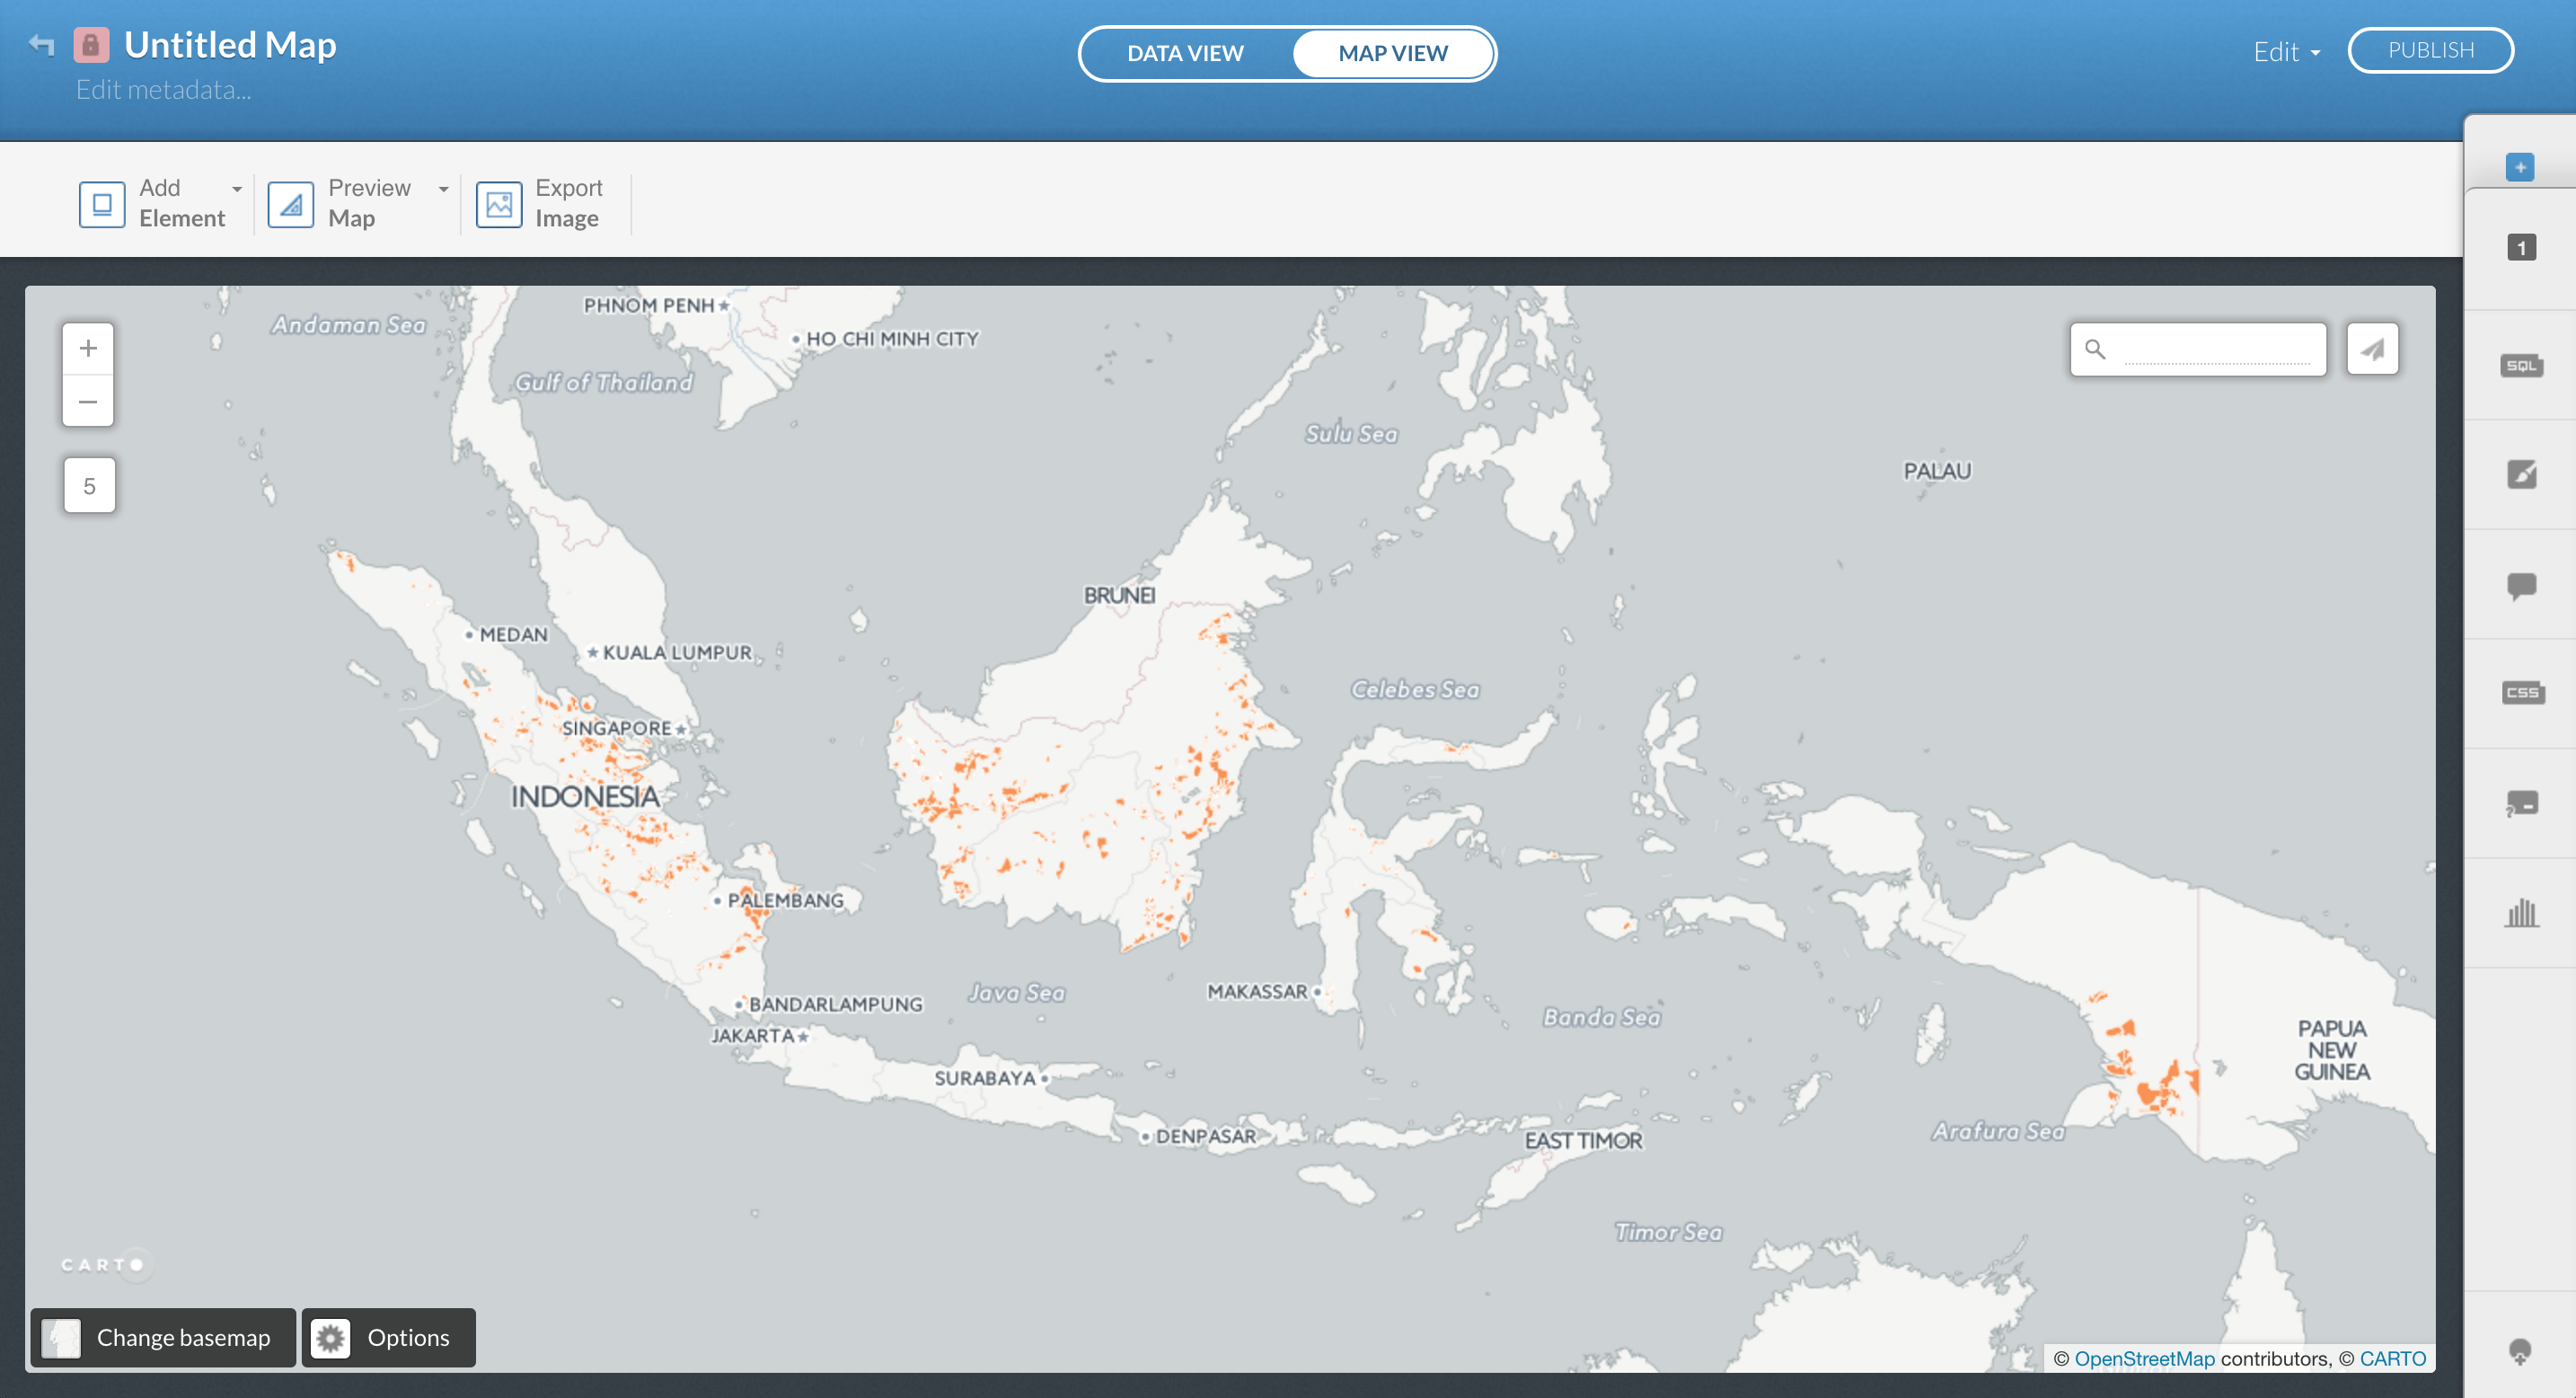 Untitled Map
Edit metadata...
DATA VIEW
MAP VIEW
Edit
PUBLISH
Add
Element
Preview
Map
Export
Image
1
SQL
CSS
?
+
−
5
Andaman Sea
PHNOM PENH
HO CHI MINH CITY
Gulf of Thailand
Sulu Sea
PALAU
BRUNEI
MEDAN
KUALA LUMPUR
Celebes Sea
SINGAPORE
INDONESIA
PALEMBANG
BANDARLAMPUNG
Java Sea
MAKASSAR
Banda Sea
JAKARTA
SURABAYA
PAPUA
NEW
GUINEA
DENPASAR
EAST TIMOR
Arafura Sea
Timor Sea
CARTO
Change basemap
Options
© OpenStreetMap contributors, © CARTO